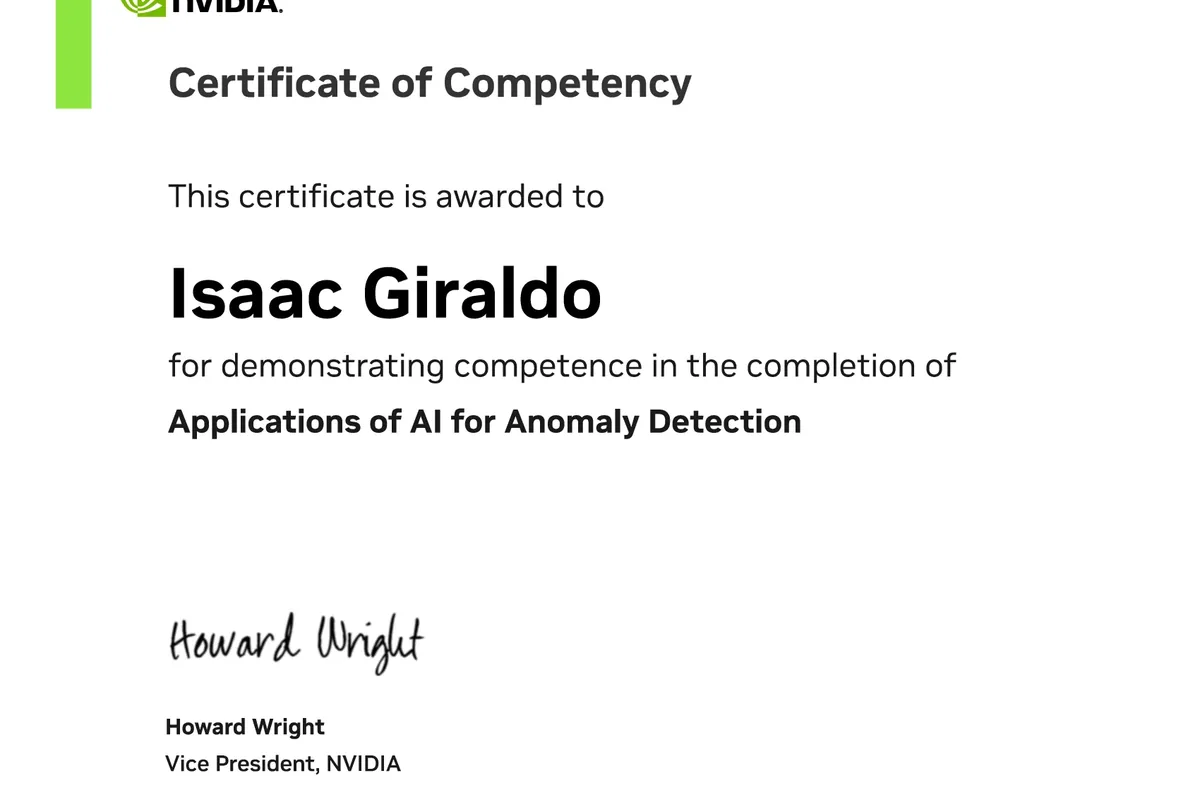 NVIDIA.
Certificate of Competency
This certificate is awarded to
Isaac Giraldo
for demonstrating competence in the completion of
Applications of AI for Anomaly Detection
Howard Wright
Howard Wright
Vice President, NVIDIA